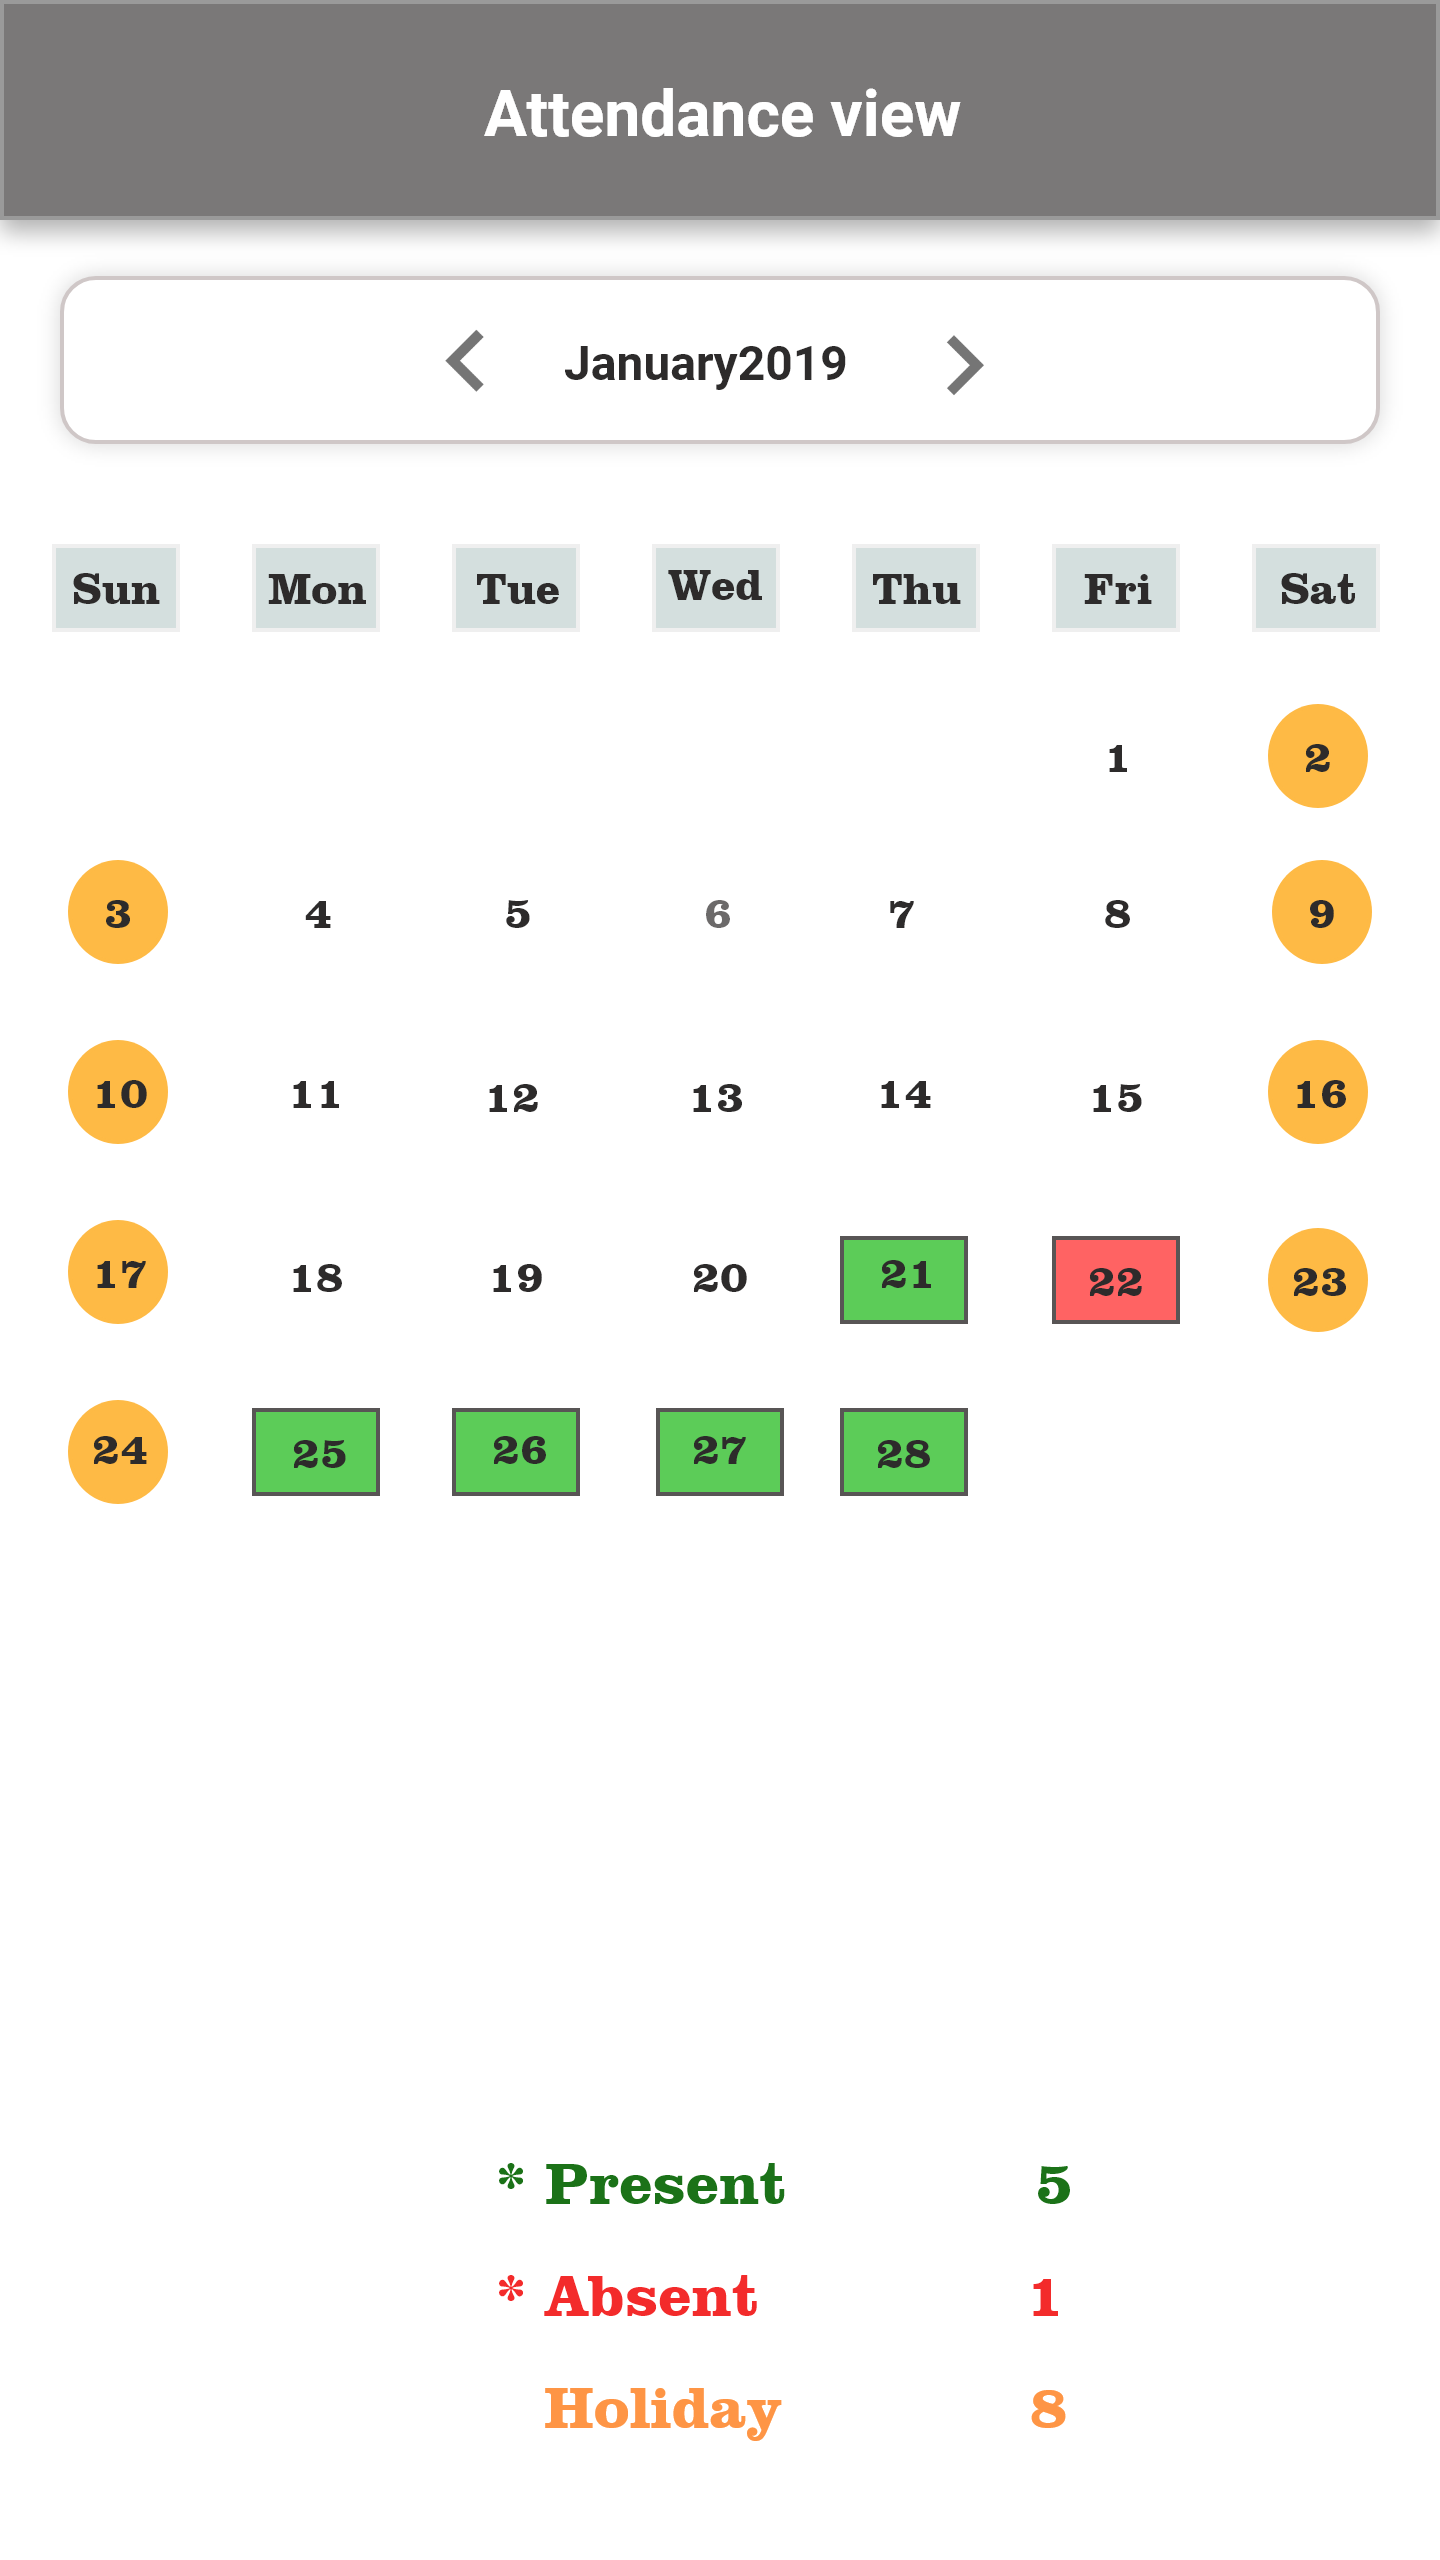 Attendance view
January2019
Sun Mon Tue Wed Thu Fri Sat
1 2
3 4 5 6 7 8 9
10 11 12 13 14 15 16
17 18 19 20 21 22 23
24 25 26 27 28
* Present 5
* Absent 1
Holiday 8